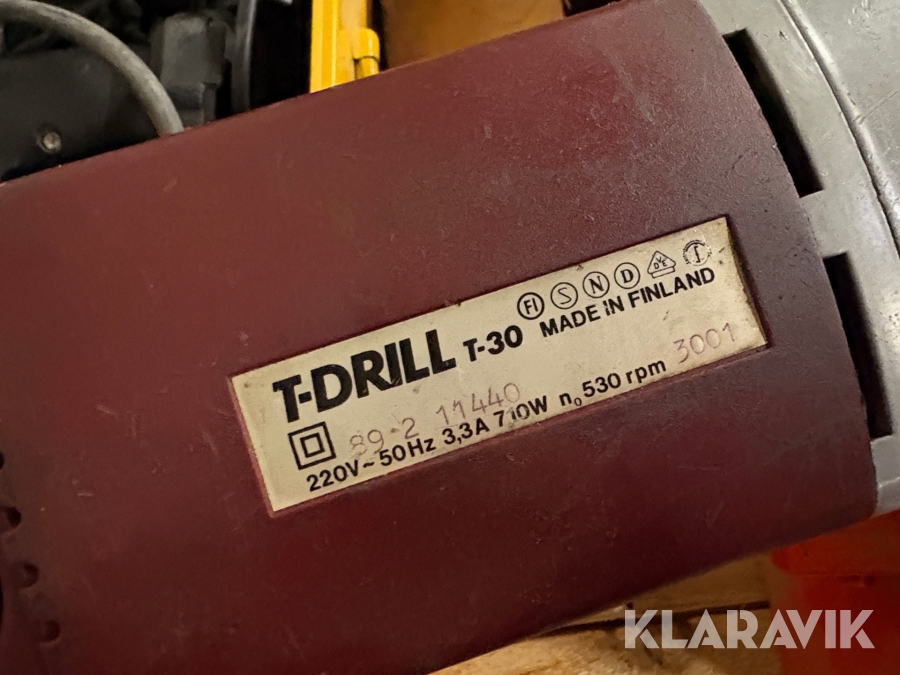 FI S N D VE
T-DRILL T-30 MADE IN FINLAND
89-2 11440 3001
220V~50Hz 3,3A 710W n₀ 530 rpm
KLARAVIK